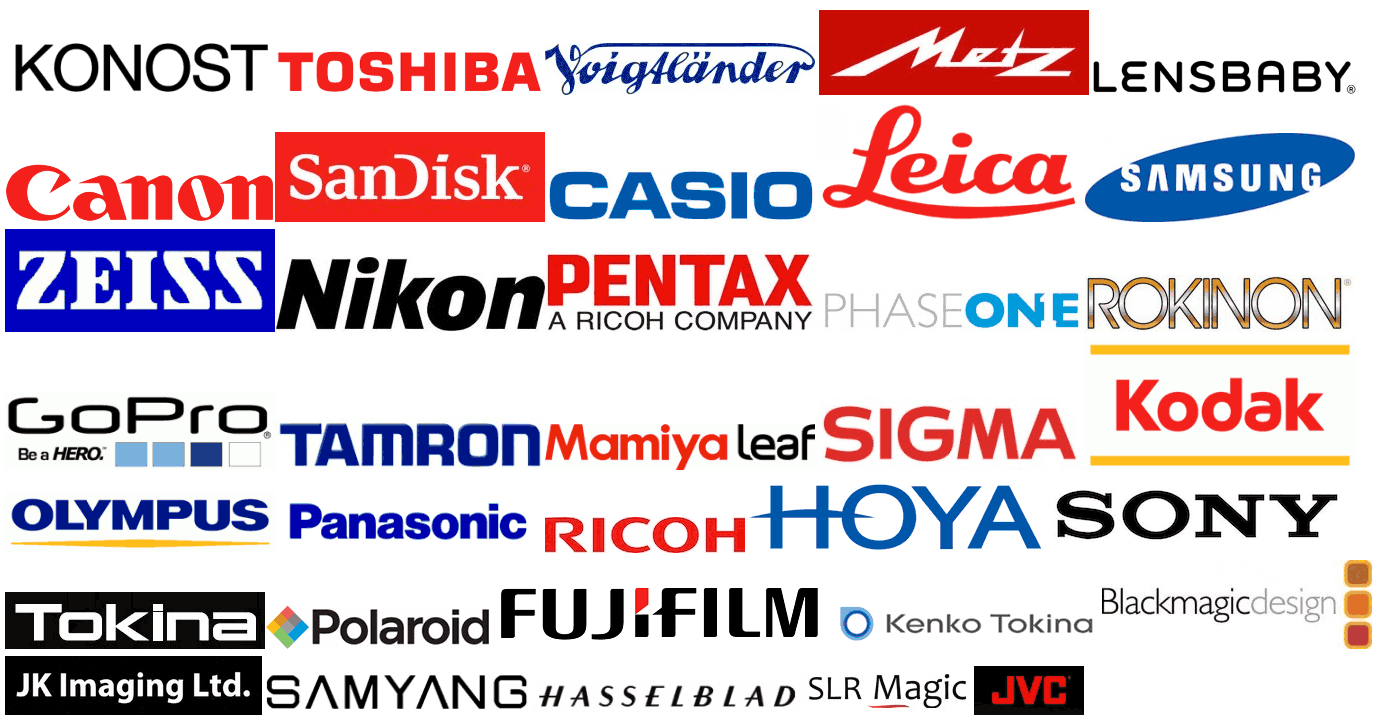 KONOST TOSHIBA Voigtländer Metz LENSBABY®
Canon SanDisk® CASIO Leica SAMSUNG
ZEISS Nikon PENTAX PHASEONE ROKINON®
A RICOH COMPANY
GoPro® TAMRON Mamiya leaf SIGMA Kodak
Be a HERO.™
OLYMPUS Panasonic RICOH HOYA SONY
Tokina Polaroid FUJIFILM Kenko Tokina Blackmagicdesign
JK Imaging Ltd. SAMYANG HASSELBLAD SLR Magic JVC